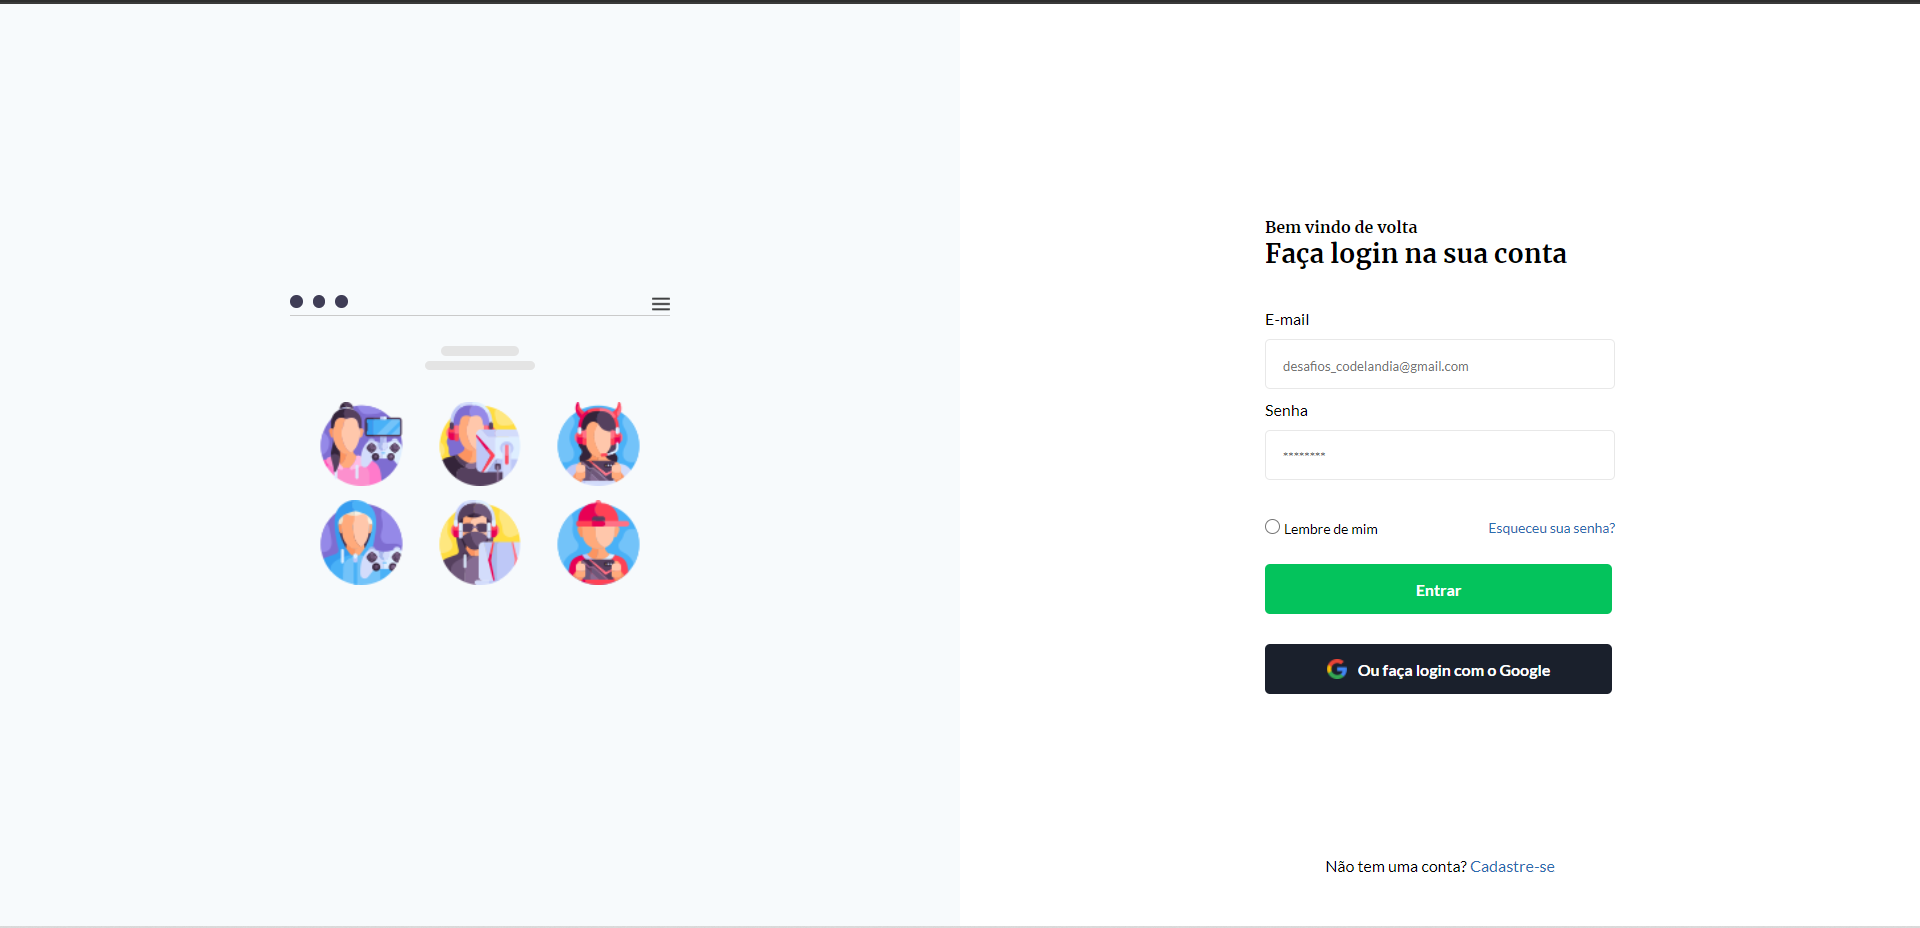 Bem vindo de volta
Faça login na sua conta
E-mail
desafios_codelandia@gmail.com
Senha
********
Lembre de mim
Esqueceu sua senha?
Entrar
Ou faça login com o Google
Não tem uma conta? Cadastre-se